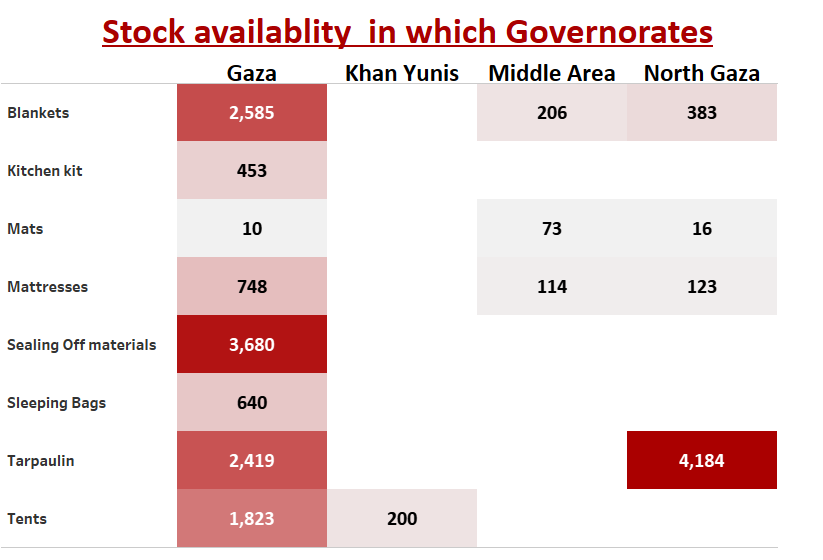 Stock availablity in which Governorates
Gaza Khan Yunis Middle Area North Gaza
Blankets 2,585 206 383
Kitchen kit 453
Mats 10 73 16
Mattresses 748 114 123
Sealing Off materials 3,680
Sleeping Bags 640
Tarpaulin 2,419 4,184
Tents 1,823 200